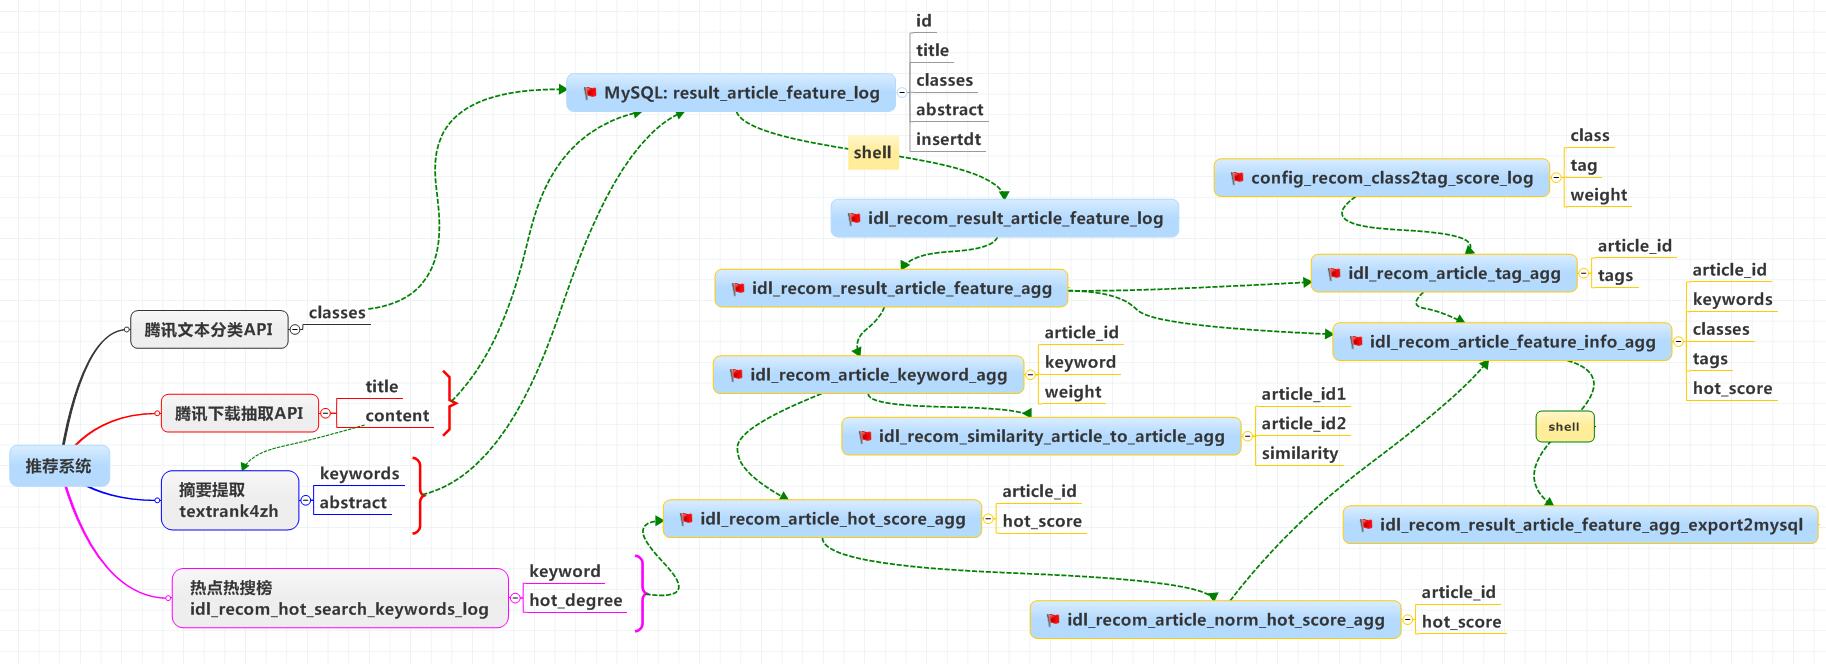 推荐系统
腾讯文本分类API
classes
腾讯下载抽取API
title
content
摘要提取
textrank4zh
keywords
abstract
热点热搜榜
idl_recom_hot_search_keywords_log
keyword
hot_degree
MySQL: result_article_feature_log
id
title
classes
abstract
insertdt
shell
idl_recom_result_article_feature_log
idl_recom_result_article_feature_agg
idl_recom_article_keyword_agg
article_id
keyword
weight
idl_recom_similarity_article_to_article_agg
article_id1
article_id2
similarity
idl_recom_article_hot_score_agg
article_id
hot_score
idl_recom_article_norm_hot_score_agg
article_id
hot_score
config_recom_class2tag_score_log
class
tag
weight
idl_recom_article_tag_agg
article_id
tags
idl_recom_article_feature_info_agg
article_id
keywords
classes
tags
hot_score
shell
idl_recom_result_article_feature_agg_export2mysql